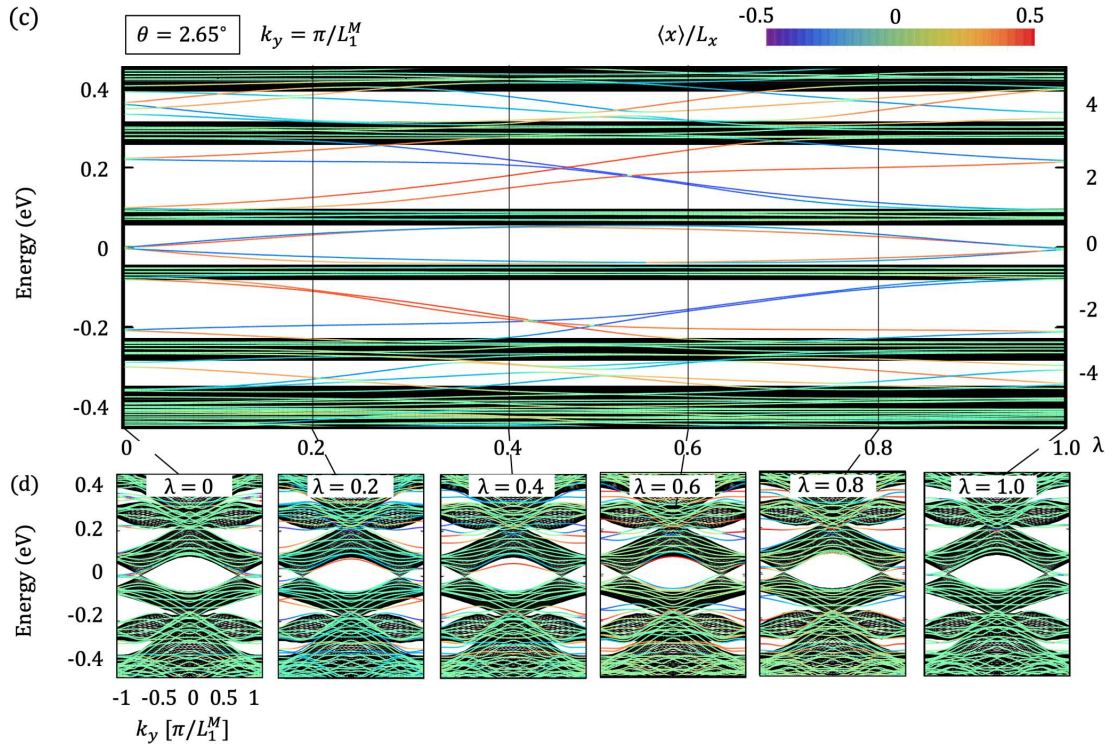 (c)
θ = 2.65° k_y = π/L_1^M ⟨x⟩/L_x -0.5 0 0.5
Energy (eV)
0.4
0.2
0
-0.2
-0.4
4
2
0
-2
-4
0 0.2 0.4 0.6 0.8 1.0 λ
(d)
λ = 0 λ = 0.2 λ = 0.4 λ = 0.6 λ = 0.8 λ = 1.0
Energy (eV)
0.4
0.2
0
-0.2
-0.4
-1 -0.5 0 0.5 1
k_y [π/L_1^M]